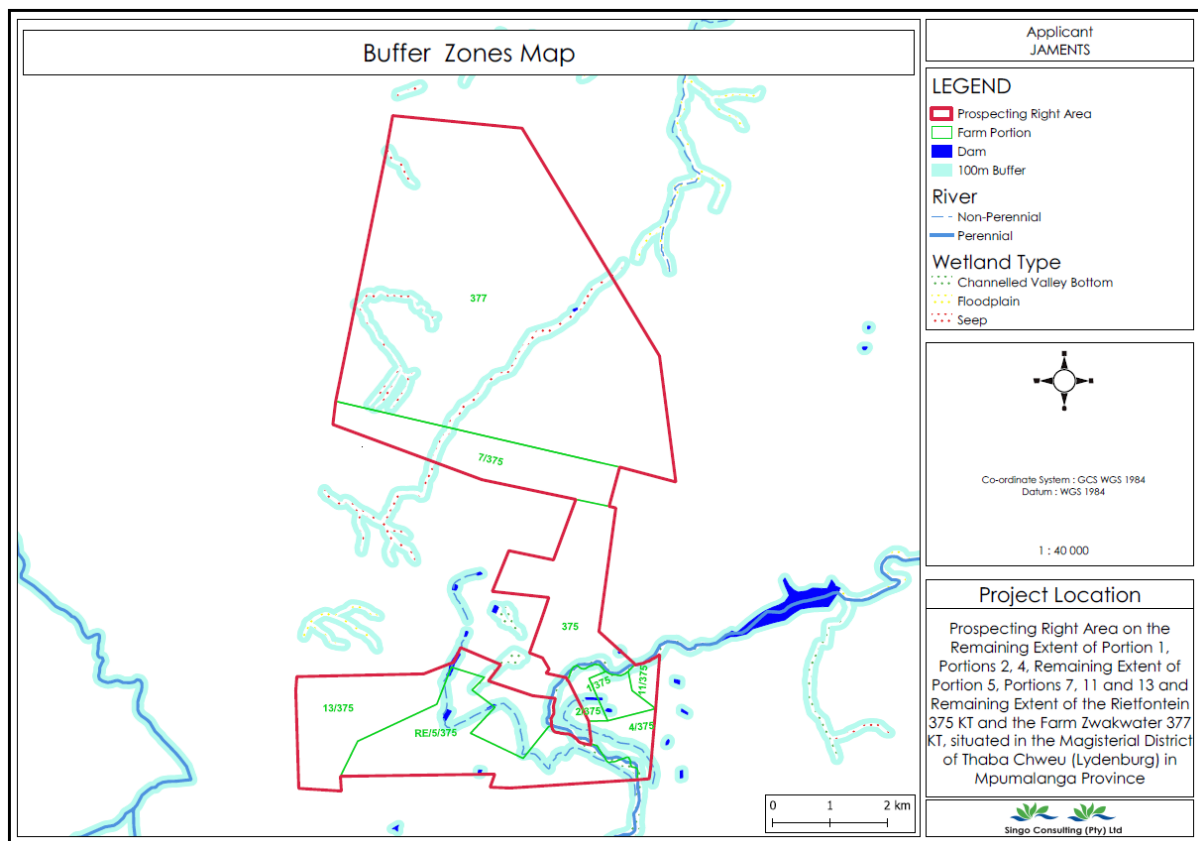 Buffer Zones Map
377
7/375
375
13/375
RE/5/375
1/375
11/375
2/375
4/375
0 1 2 km
Applicant
JAMENTS
LEGEND
Prospecting Right Area
Farm Portion
Dam
100m Buffer
River
Non-Perennial
Perennial
Wetland Type
Channelled Valley Bottom
Floodplain
Seep
Co-ordinate System : GCS WGS 1984
Datum : WGS 1984
1 : 40 000
Project Location
Prospecting Right Area on the
Remaining Extent of Portion 1,
Portions 2, 4, Remaining Extent of
Portion 5, Portions 7, 11 and 13 and
Remaining Extent of the Rietfontein
375 KT and the Farm Zwakwater 377
KT, situated in the Magisterial District
of Thaba Chweu (Lydenburg) in
Mpumalanga Province
Singo Consulting (Pty) Ltd